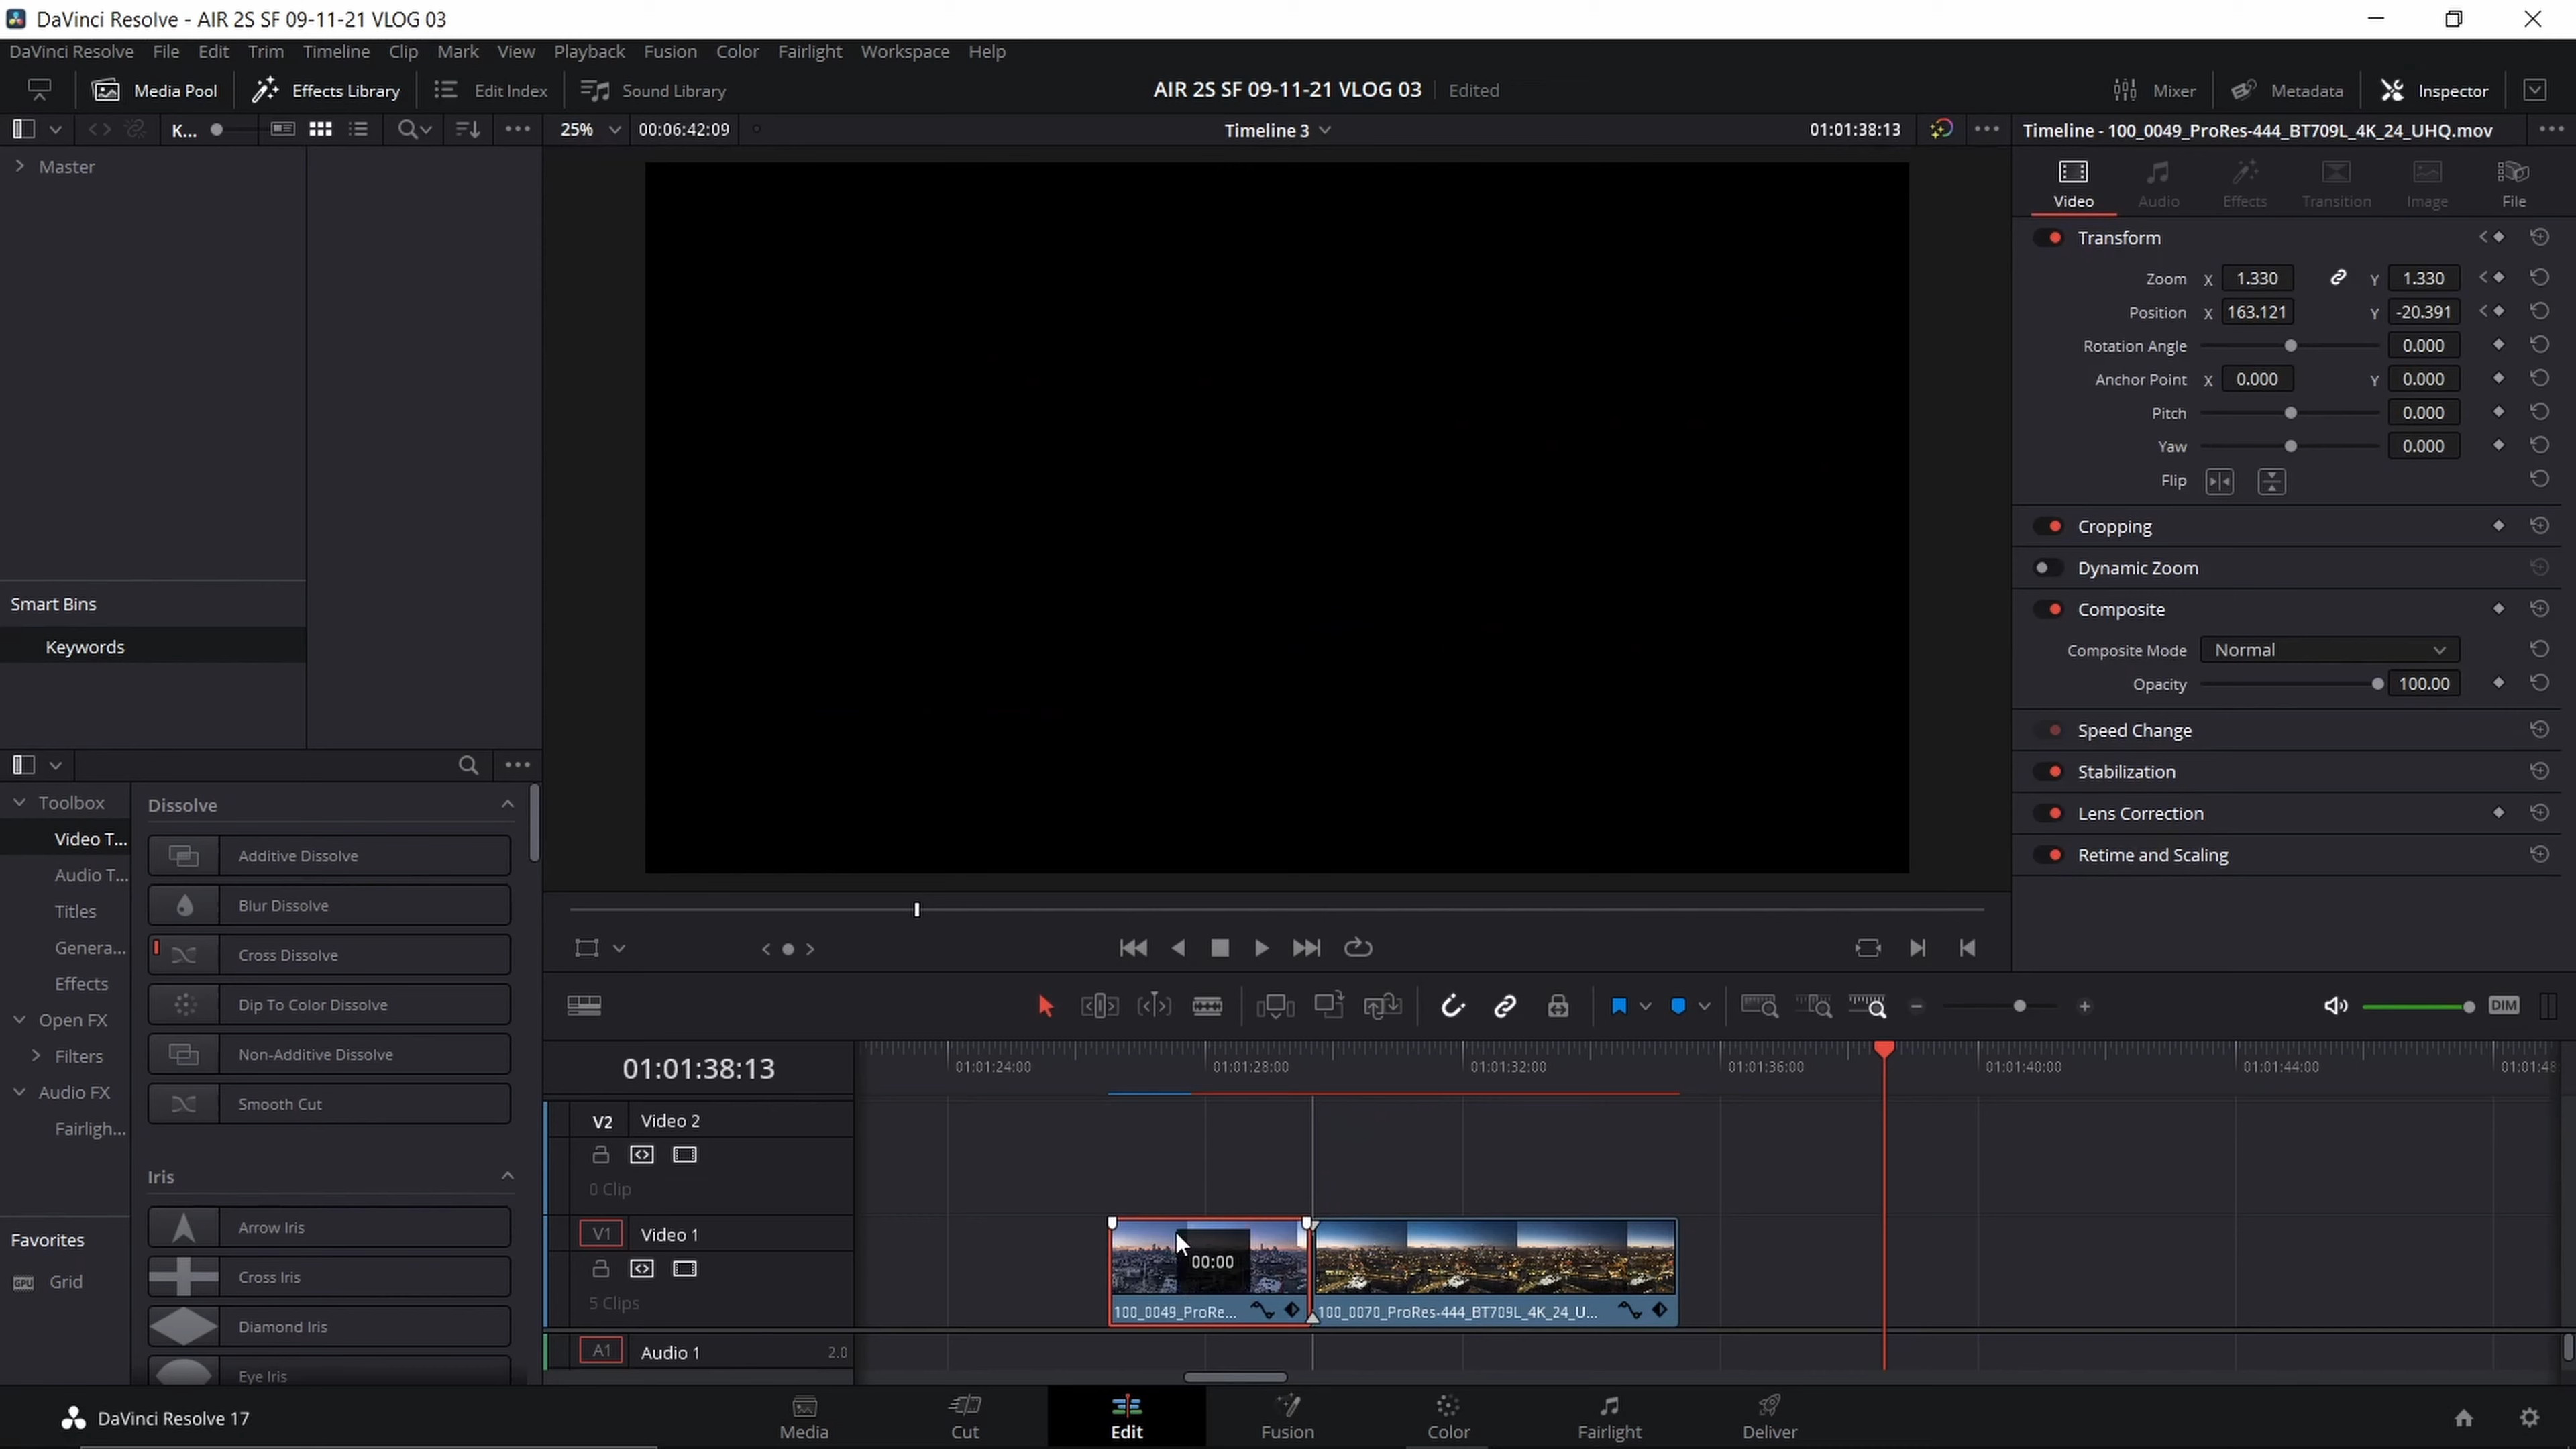 DaVinci Resolve - AIR 2S SF 09-11-21 VLOG 03
DaVinci Resolve File Edit Trim Timeline Clip Mark View Playback Fusion Color Fairlight Workspace Help
Media Pool Effects Library Edit Index Sound Library AIR 2S SF 09-11-21 VLOG 03 Edited Mixer Metadata Inspector
K... 25% 00:06:42:09 Timeline 3 01:01:38:13 Timeline - 100_0049_ProRes-444_BT709L_4K_24_UHQ.mov
Master
Video Audio Effects Transition Image File
Transform
Zoom X 1.330 Y 1.330
Position X 163.121 Y -20.391
Rotation Angle 0.000
Anchor Point X 0.000 Y 0.000
Pitch 0.000
Yaw 0.000
Flip
Cropping
Dynamic Zoom
Composite
Composite Mode Normal
Opacity 100.00
Speed Change
Stabilization
Lens Correction
Retime and Scaling
Smart Bins
Keywords
Toolbox
Video T...
Audio T...
Titles
Genera...
Effects
Open FX
Filters
Audio FX
Fairligh...
Favorites
GPU Grid
Dissolve
Additive Dissolve
Blur Dissolve
Cross Dissolve
Dip To Color Dissolve
Non-Additive Dissolve
Smooth Cut
Iris
Arrow Iris
Cross Iris
Diamond Iris
Eye Iris
DIM
01:01:38:13 01:01:24:00 01:01:28:00 01:01:32:00 01:01:36:00 01:01:40:00 01:01:44:00 01:01:48
V2 Video 2
0 Clip
V1 Video 1
5 Clips
00:00
100_0049_ProRe... 100_0070_ProRes-444_BT709L_4K_24_U...
A1 Audio 1 2.0
DaVinci Resolve 17 Media Cut Edit Fusion Color Fairlight Deliver